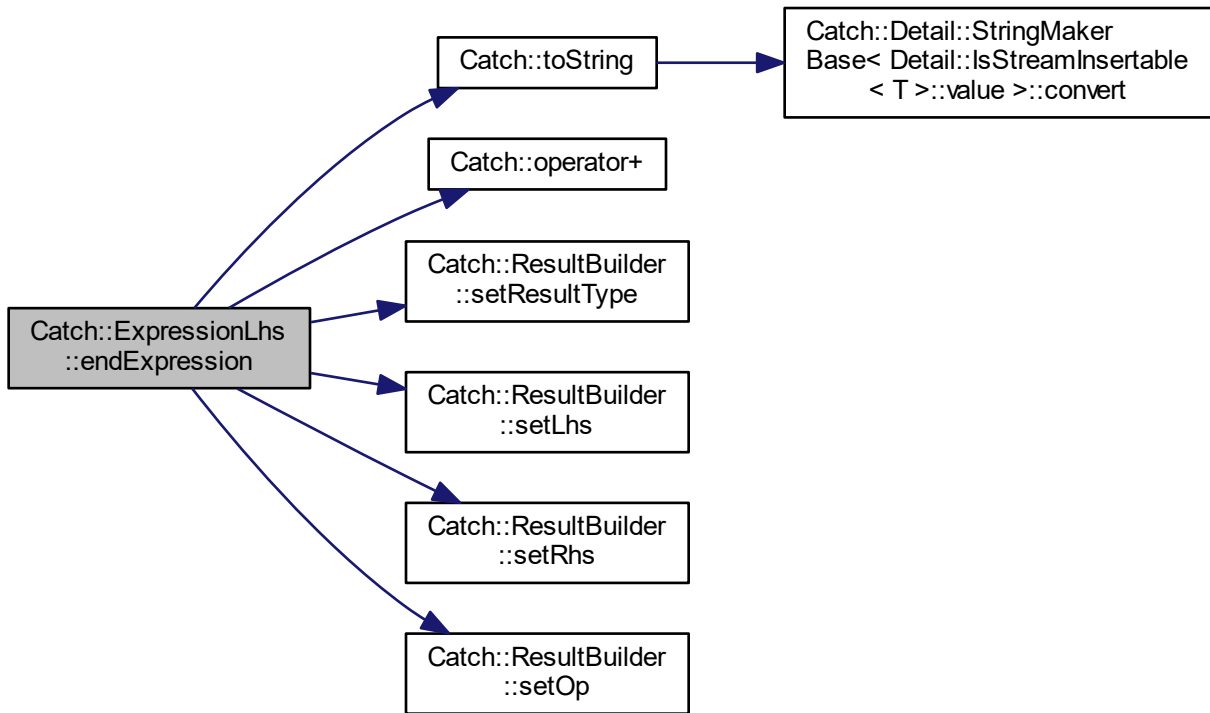 Catch::toString
Catch::Detail::StringMaker
Base< Detail::IsStreamInsertable
< T >::value >::convert
Catch::operator+
Catch::ResultBuilder
::setResultType
Catch::ExpressionLhs
::endExpression
Catch::ResultBuilder
::setLhs
Catch::ResultBuilder
::setRhs
Catch::ResultBuilder
::setOp